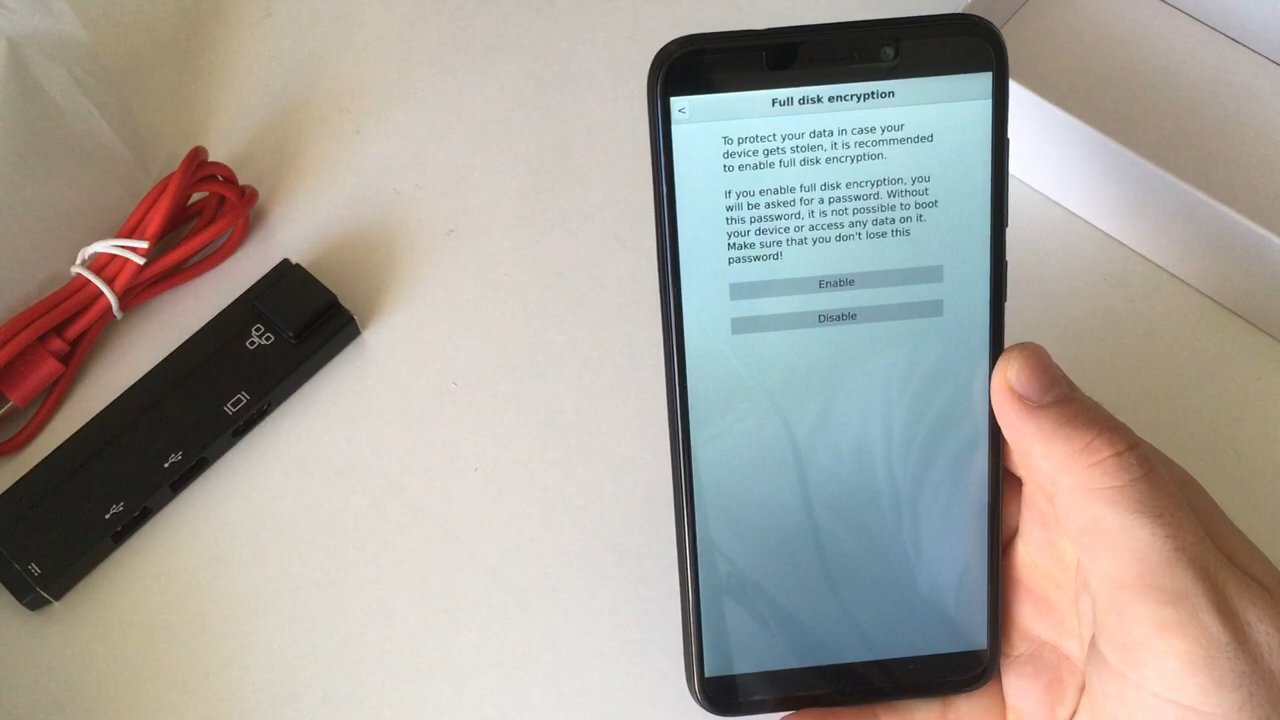 <
Full disk encryption
To protect your data in case your
device gets stolen, it is recommended
to enable full disk encryption.
If you enable full disk encryption, you
will be asked for a password. Without
this password, it is not possible to boot
your device or access any data on it.
Make sure that you don't lose this
password!
Enable
Disable